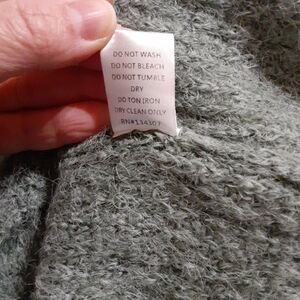 DO NOT WASH
DO NOT BLEACH
DO NOT TUMBLE
DRY
DO TON IRON
DRY CLEAN ONLY
RN#134307